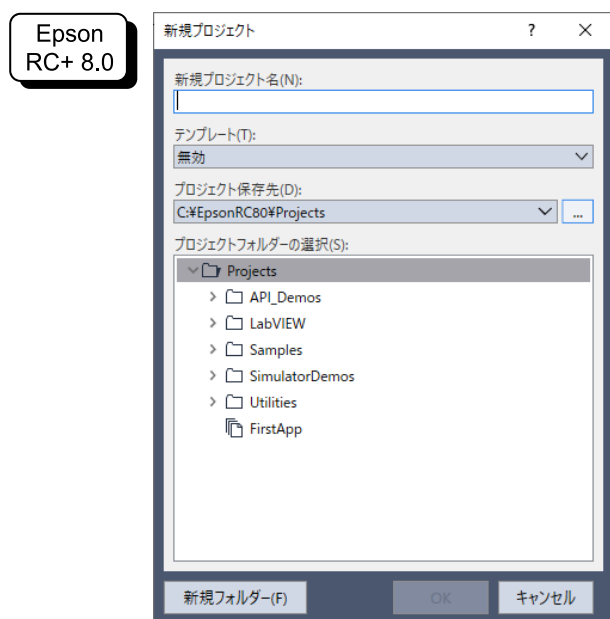 Epson
RC+ 8.0
新規プロジェクト
?
新規プロジェクト名(N):
テンプレート(T):
無効
プロジェクト保存先(D):
C:¥EpsonRC80¥Projects
...
プロジェクトフォルダーの選択(S):
Projects
API_Demos
LabVIEW
Samples
SimulatorDemos
Utilities
FirstApp
新規フォルダー(F)
OK
キャンセル